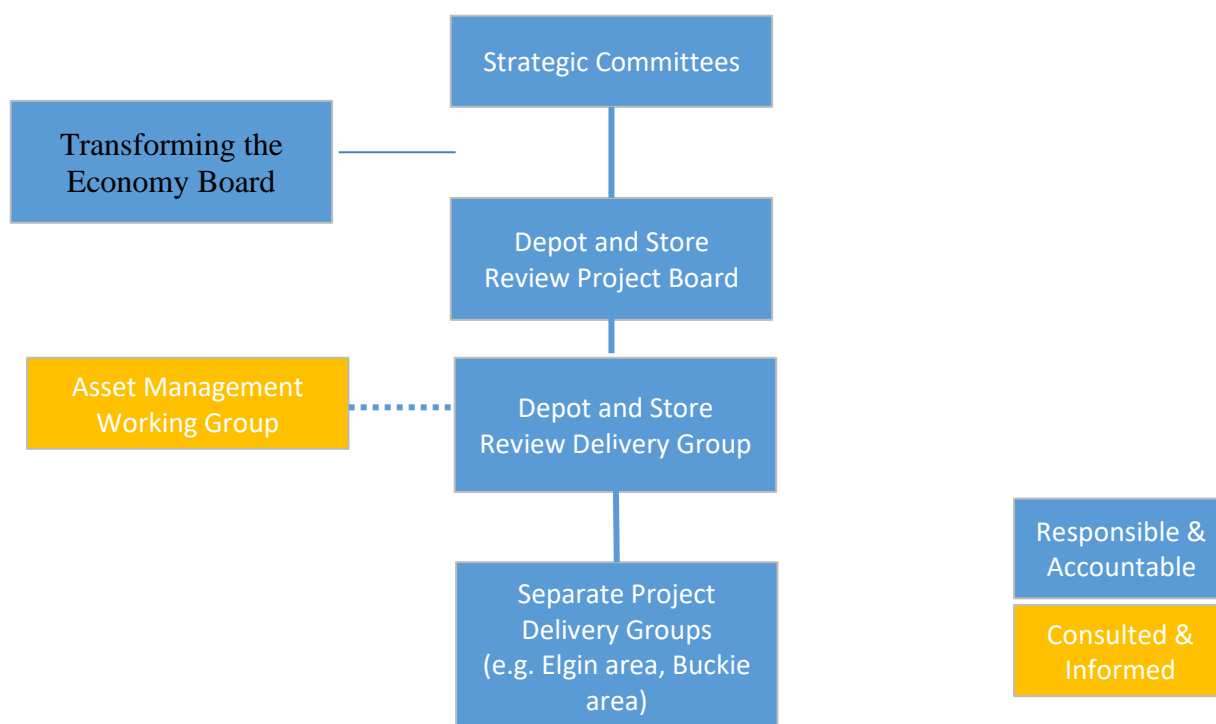 Strategic Committees
Transforming the
Economy Board
Depot and Store
Review Project Board
Asset Management
Working Group
Depot and Store
Review Delivery Group
Responsible &
Accountable
Separate Project
Delivery Groups
(e.g. Elgin area, Buckie
area)
Consulted &
Informed